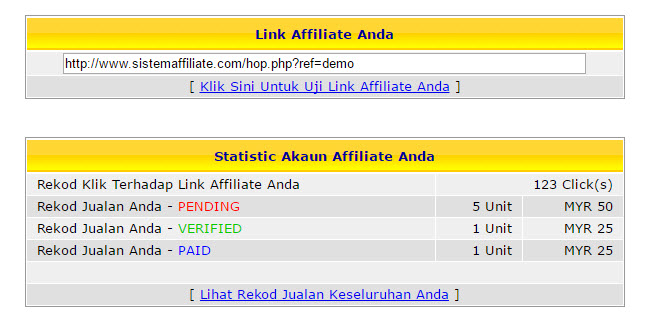 Link Affiliate Anda
http://www.sistemaffiliate.com/hop.php?ref=demo
[ Klik Sini Untuk Uji Link Affiliate Anda ]
Statistic Akaun Affiliate Anda
Rekod Klik Terhadap Link Affiliate Anda 123 Click(s)
Rekod Jualan Anda - PENDING 5 Unit MYR 50
Rekod Jualan Anda - VERIFIED 1 Unit MYR 25
Rekod Jualan Anda - PAID 1 Unit MYR 25
[ Lihat Rekod Jualan Keseluruhan Anda ]